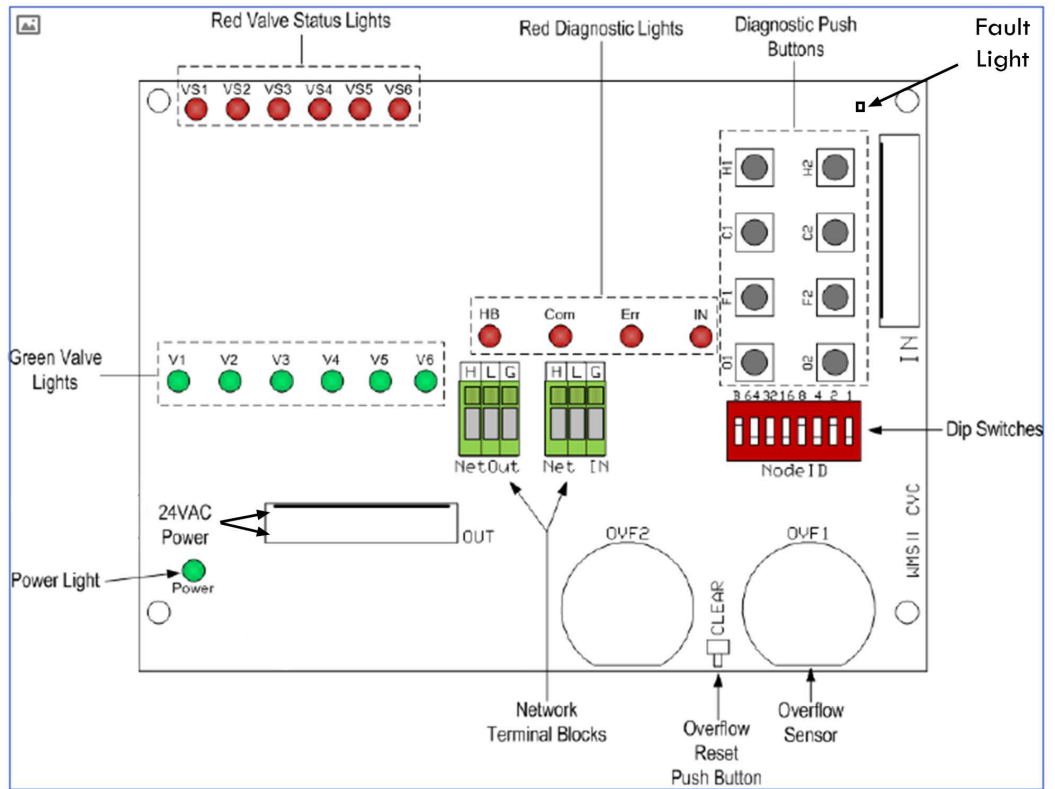 Red Valve Status Lights
Red Diagnostic Lights
Diagnostic Push
Buttons
Fault
Light
VS1 VS2 VS3 VS4 VS5 VS6
H1 H2
C1 C2
F1 F2
O1 O2
IN
HB Com Err IN
Green Valve
Lights
V1 V2 V3 V4 V5 V6
H L G H L G
NetOut Net IN
3 64 32 16 8 4 2 1
NodeID
Dip Switches
24VAC
Power
OUT
Power Light
Power
OVF2 OVF1
CLEAR
WMSII CVC
Network
Terminal Blocks
Overflow
Reset
Push Button
Overflow
Sensor